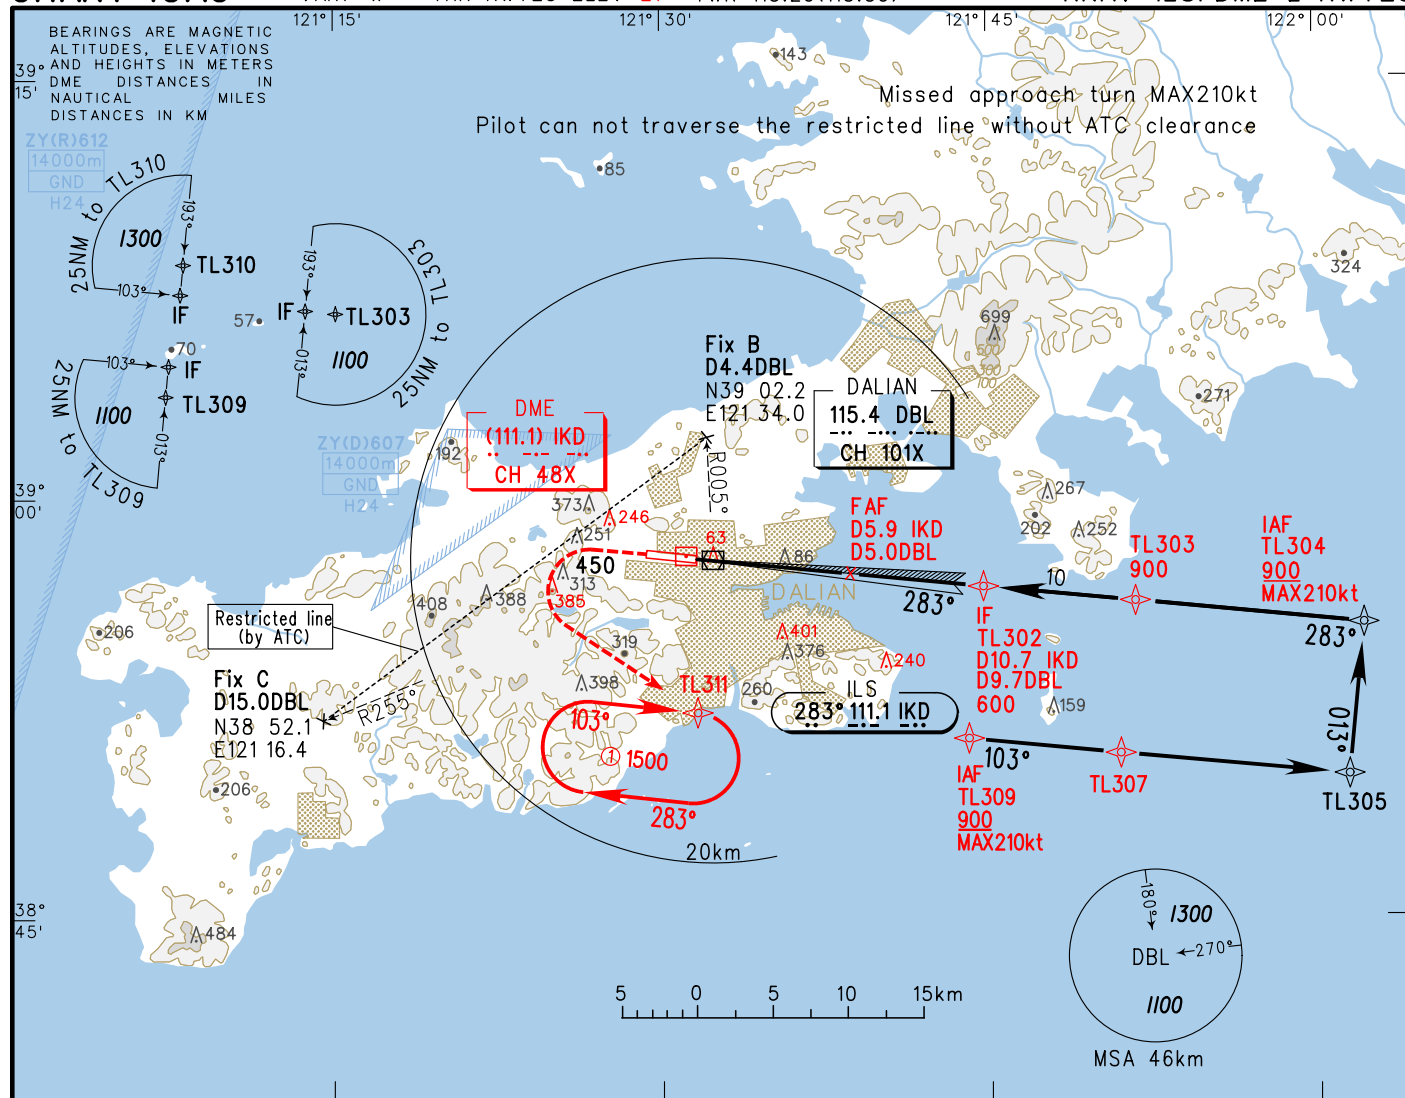 121°15'
121°30'
121°45'
122°00'
BEARINGS ARE MAGNETIC
ALTITUDES, ELEVATIONS
AND HEIGHTS IN METERS
DME DISTANCES IN
NAUTICAL MILES
DISTANCES IN KM
39°
15'
143
Missed approach turn MAX210kt
Pilot can not traverse the restricted line without ATC clearance
ZY(R)612
14000m
GND
H24
85
25NM to TL310
1300
193°
TL310
103°
IF
25NM to TL303
193°
IF
TL303
013°
1100
57
70
103°
IF
1100
TL309
013°
25NM to TL309
324
699
500
300
100
271
Fix B
D4.4DBL
N39 02.2
E121 34.0
DALIAN
115.4 DBL
CH 101X
DME
(111.1) IKD
CH 48X
ZY(D)607
14000m
GND
H24
192
R005°
39°
00'
373
246
251
63
86
267
202
252
FAF
D5.9 IKD
D5.0DBL
TL303
900
IAF
TL304
900
MAX210kt
450
313
385
388
408
DALIAN
283°
10
283°
IF
TL302
D10.7 IKD
D9.7DBL
600
Restricted line
(by ATC)
206
319
401
376
240
398
260
159
TL311
ILS
283° 111.1 IKD
Fix C
D15.0DBL
N38 52.1
E121 16.4
R255°
103°
1 1500
283°
013°
103°
IAF
TL309
900
MAX210kt
TL307
TL305
206
20km
38°
45'
484
180°
1300
DBL
270°
1100
MSA 46km
5 0 5 10 15km